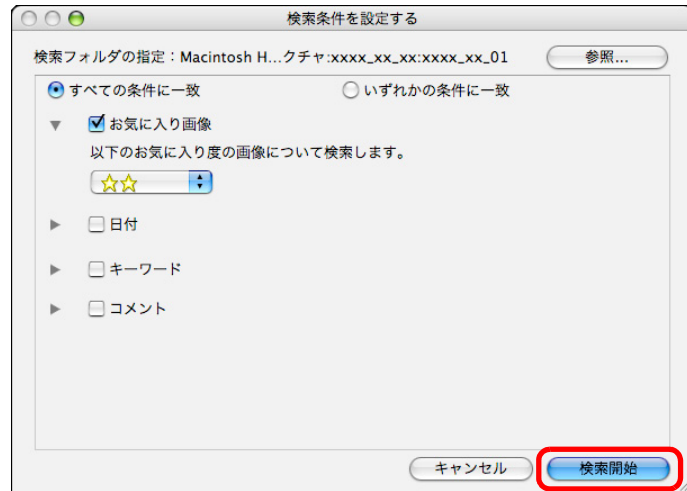 検索条件を設定する
検索フォルダの指定：Macintosh H...クチャ:xxxx_xx_xx:xxxx_xx_01 参照...
すべての条件に一致 いずれかの条件に一致
お気に入り画像
以下のお気に入り度の画像について検索します。
☆☆
日付
キーワード
コメント
キャンセル 検索開始